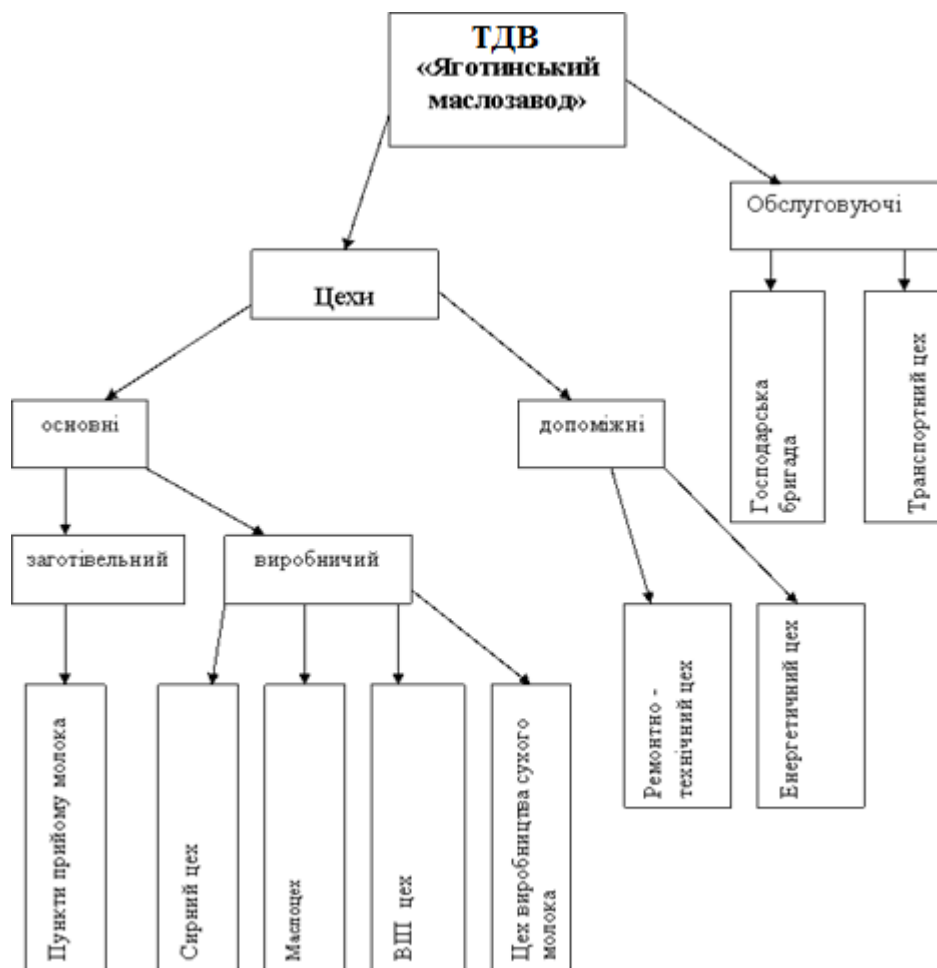 ТДВ
«Яготинський
маслозавод»
Обслуговуючі
Цехи
Господарська
бригада
Транспортний цех
основні
допоміжні
заготівельний
виробничий
Ремонтно -
технічний цех
Енергетичний цех
Пункти прийому молока
Сирний цех
Маслоцех
цех
Цех виробництва сухого
молока